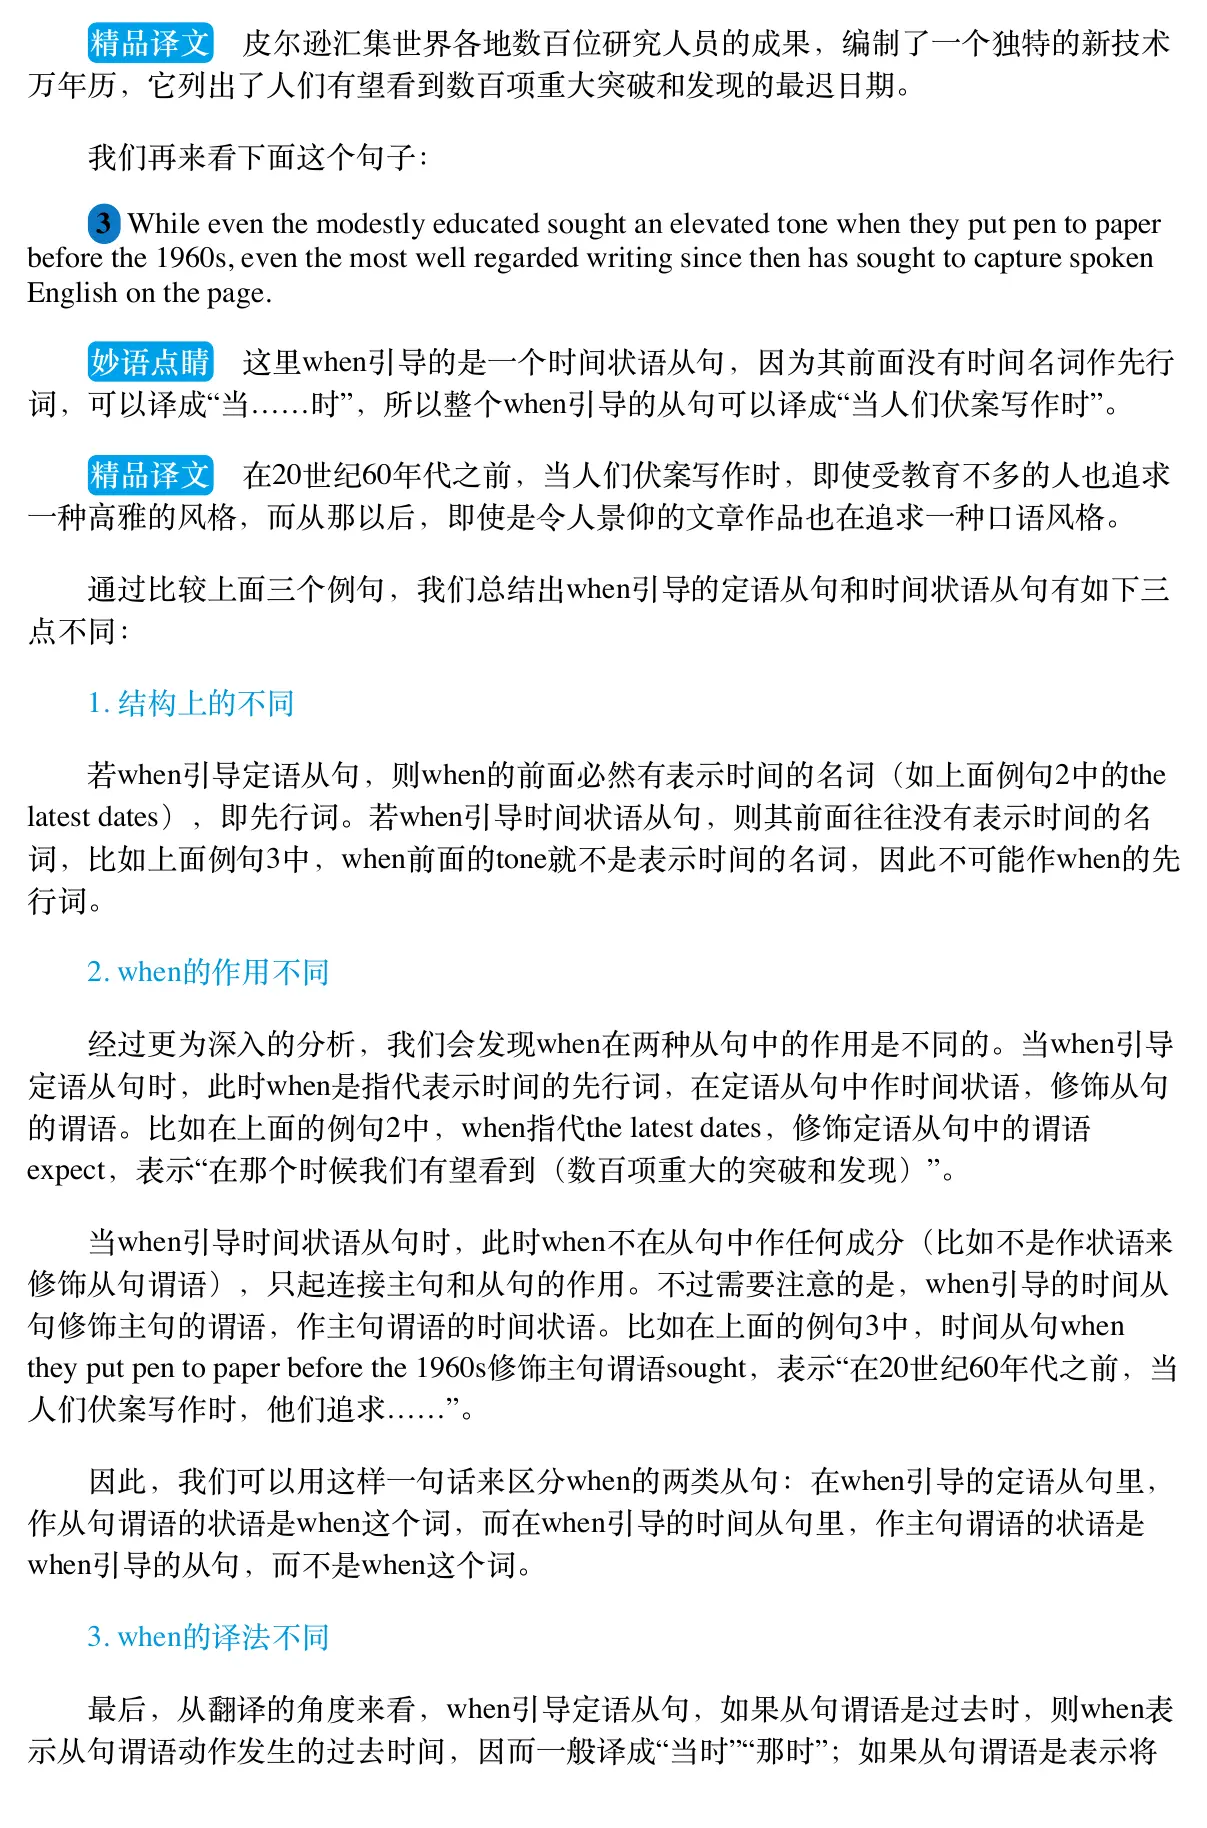 精品译文 皮尔逊汇集世界各地数百位研究人员的成果，编制了一个独特的新技术
万年历，它列出了人们有望看到数百项重大突破和发现的最迟日期。
我们再来看下面这个句子：
3 While even the modestly educated sought an elevated tone when they put pen to paper
before the 1960s, even the most well regarded writing since then has sought to capture spoken
English on the page.
妙语点睛 这里when引导的是一个时间状语从句，因为其前面没有时间名词作先行
词，可以译成“当……时”，所以整个when引导的从句可以译成“当人们伏案写作时”。
精品译文 在20世纪60年代之前，当人们伏案写作时，即使受教育不多的人也追求
一种高雅的风格，而从那以后，即使是令人景仰的文章作品也在追求一种口语风格。
通过比较上面三个例句，我们总结出when引导的定语从句和时间状语从句有如下三
点不同：
1. 结构上的不同
若when引导定语从句，则when的前面必然有表示时间的名词（如上面例句2中的the
latest dates），即先行词。若when引导时间状语从句，则其前面往往没有表示时间的名
词，比如上面例句3中，when前面的tone就不是表示时间的名词，因此不可能作when的先
行词。
2. when的作用不同
经过更为深入的分析，我们会发现when在两种从句中的作用是不同的。当when引导
定语从句时，此时when是指代表示时间的先行词，在定语从句中作时间状语，修饰从句
的谓语。比如在上面的例句2中，when指代the latest dates，修饰定语从句中的谓语
expect，表示“在那个时候我们有望看到（数百项重大的突破和发现）”。
当when引导时间状语从句时，此时when不在从句中作任何成分（比如不是作状语来
修饰从句谓语），只起连接主句和从句的作用。不过需要注意的是，when引导的时间从
句修饰主句的谓语，作主句谓语的时间状语。比如在上面的例句3中，时间从句when
they put pen to paper before the 1960s修饰主句谓语sought，表示“在20世纪60年代之前，当
人们伏案写作时，他们追求……”。
因此，我们可以用这样一句话来区分when的两类从句：在when引导的定语从句里，
作从句谓语的状语是when这个词，而在when引导的时间从句里，作主句谓语的状语是
when引导的从句，而不是when这个词。
3. when的译法不同
最后，从翻译的角度来看，when引导定语从句，如果从句谓语是过去时，则when表
示从句谓语动作发生的过去时间，因而一般译成“当时”“那时”；如果从句谓语是表示将